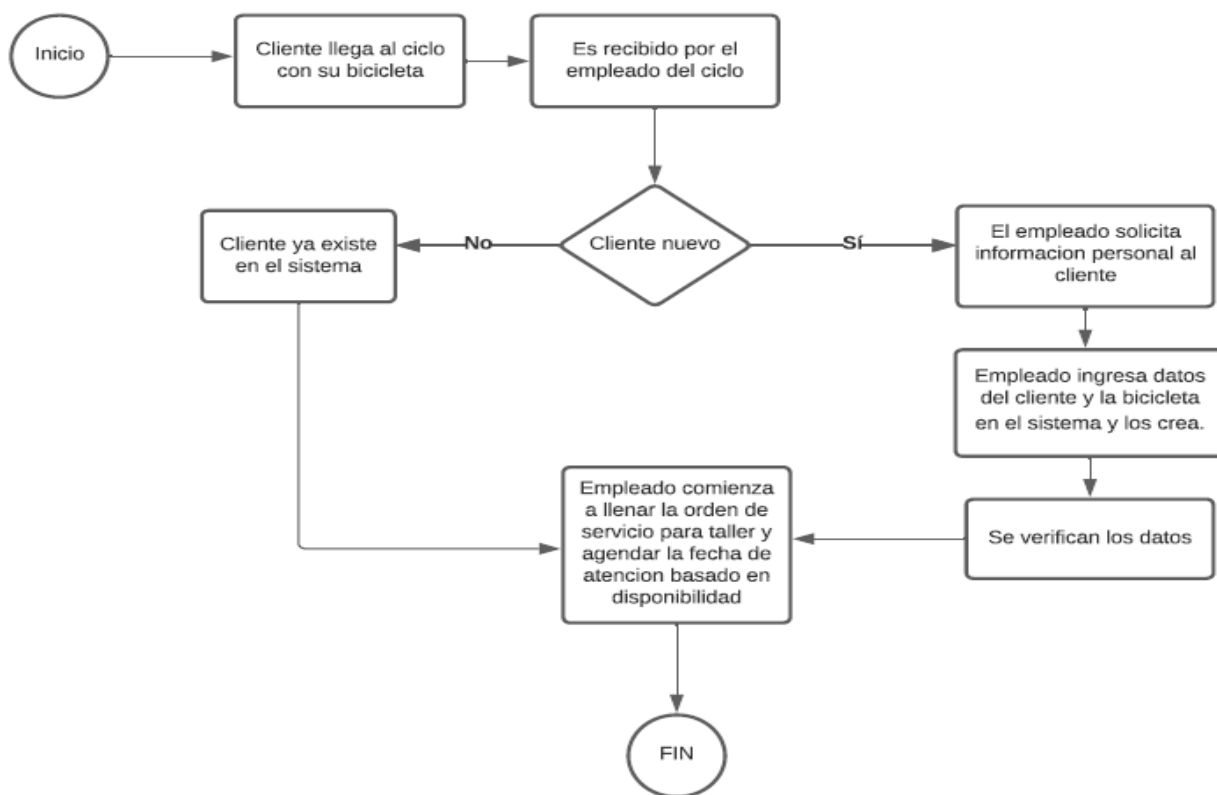 Inicio
Cliente llega al ciclo
con su bicicleta
Es recibido por el
empleado del ciclo
Cliente nuevo
No
Sí
Cliente ya existe
en el sistema
El empleado solicita
informacion personal al
cliente
Empleado ingresa datos
del cliente y la bicicleta
en el sistema y los crea.
Se verifican los datos
Empleado comienza
a llenar la orden de
servicio para taller y
agendar la fecha de
atencion basado en
disponibilidad
FIN